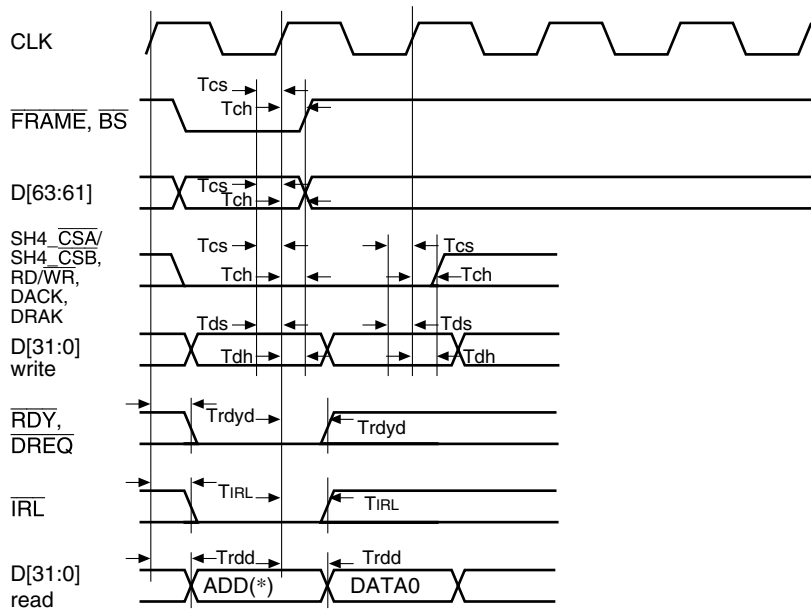 CLK
Tcs
Tch
FRAME, BS
D[63:61]
Tcs
Tch
SH4_CSA/
SH4_CSB,
RD/WR,
DACK,
DRAK
Tcs
Tcs
Tch
Tch
Tds
Tds
D[31:0]
write
Tdh
Tdh
RDY,
DREQ
Trdyd
Trdyd
IRL
TIRL
TIRL
D[31:0]
read
Trdd
Trdd
ADD(*)
DATA0